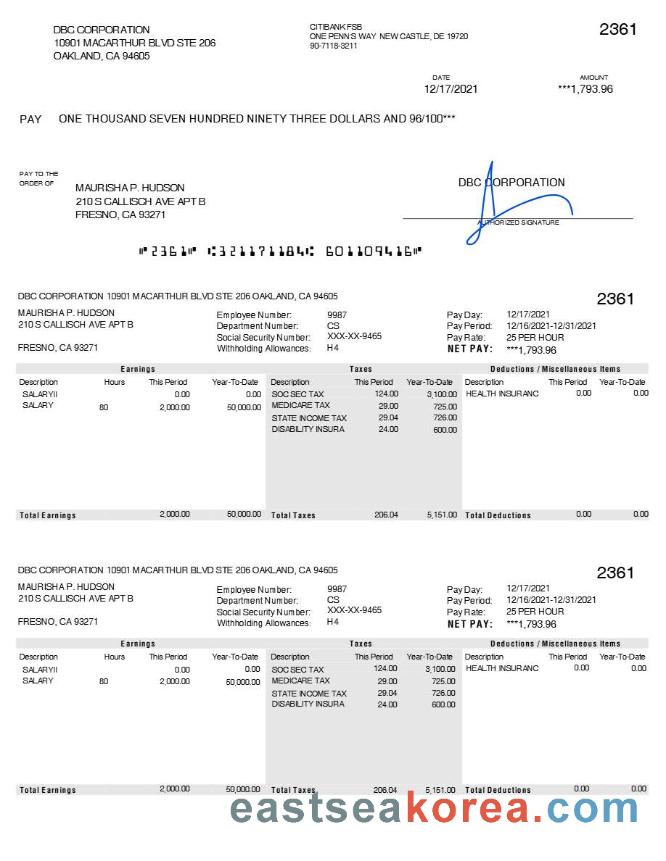 DBC CORPORATION
10901 MACARTHUR BLVD STE 206
OAKLAND, CA 94605
CITIBANK FSB
ONE PENN'S WAY NEW CASTLE, DE 19720
90-7118-3211
2361
DATE
12/17/2021
AMOUNT
***1,793.96
PAY ONE THOUSAND SEVEN HUNDRED NINETY THREE DOLLARS AND 96/100***
PAY TO THE
ORDER OF
MAURISHA P. HUDSON
210 S CALLISCH AVE APT B
FRESNO, CA 93271
DBC CORPORATION
AUTHORIZED SIGNATURE
⑈2361⑈ ⑆321171184⑆ 601109416⑈
DBC CORPORATION 10901 MACARTHUR BLVD STE 206 OAKLAND, CA 94605 2361
MAURISHA P. HUDSON
210 S CALLISCH AVE APT B
FRESNO, CA 93271
Employee Number: 9987
Department Number: CS
Social Security Number: XXX-XX-9465
Withholding Allowances: H4
Pay Day: 12/17/2021
Pay Period: 12/16/2021-12/31/2021
Pay Rate: 25 PER HOUR
NET PAY: ***1,793.96
Earnings Taxes Deductions / Miscellaneous Items
Description Hours This Period Year-To-Date Description This Period Year-To-Date Description This Period Year-To-Date
SALARYII 0.00 0.00 SOC SEC TAX 124.00 3,100.00 HEALTH INSURANC 0.00 0.00
SALARY 80 2,000.00 50,000.00 MEDICARE TAX 29.00 725.00
STATE INCOME TAX 29.04 726.00
DISABILITY INSURA 24.00 600.00
Total Earnings 2,000.00 50,000.00 Total Taxes 206.04 5,151.00 Total Deductions 0.00 0.00
DBC CORPORATION 10901 MACARTHUR BLVD STE 206 OAKLAND, CA 94605 2361
MAURISHA P. HUDSON
210 S CALLISCH AVE APT B
FRESNO, CA 93271
Employee Number: 9987
Department Number: CS
Social Security Number: XXX-XX-9465
Withholding Allowances: H4
Pay Day: 12/17/2021
Pay Period: 12/16/2021-12/31/2021
Pay Rate: 25 PER HOUR
NET PAY: ***1,793.96
Earnings Taxes Deductions / Miscellaneous Items
Description Hours This Period Year-To-Date Description This Period Year-To-Date Description This Period Year-To-Date
SALARYII 0.00 0.00 SOC SEC TAX 124.00 3,100.00 HEALTH INSURANC 0.00 0.00
SALARY 80 2,000.00 50,000.00 MEDICARE TAX 29.00 725.00
STATE INCOME TAX 29.04 726.00
DISABILITY INSURA 24.00 600.00
Total Earnings 2,000.00 50,000.00 Total Taxes 206.04 5,151.00 Total Deductions 0.00 0.00
eastseakorea.com